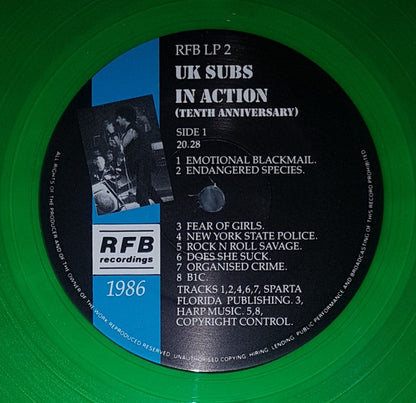 RFB LP 2
UK SUBS
IN ACTION
(TENTH ANNIVERSARY)
SIDE 1
20.28
1 EMOTIONAL BLACKMAIL.
2 ENDANGERED SPECIES.
3 FEAR OF GIRLS.
4 NEW YORK STATE POLICE.
5 ROCK N ROLL SAVAGE.
6 DOES SHE SUCK.
7 ORGANISED CRIME.
8 B1C.
TRACKS 1,2,4,6,7, SPARTA
FLORIDA PUBLISHING. 3,
HARP MUSIC. 5,8,
COPYRIGHT CONTROL.
RFB
recordings
1986
ALL RIGHTS OF THE PRODUCER AND OF THE OWNER OF THE WORK REPRODUCED RESERVED. UNAUTHORISED COPYING, HIRING, LENDING, PUBLIC PERFORMANCE AND BROADCASTING OF THIS RECORD PROHIBITED